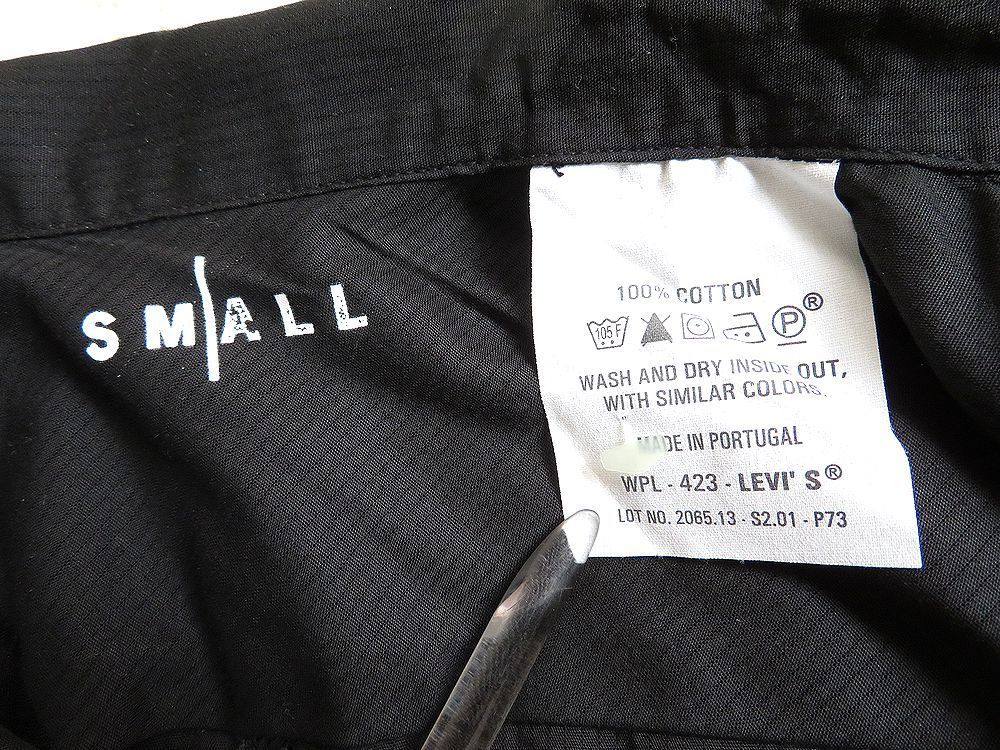 SMALL
100% COTTON
105 F P®
WASH AND DRY INSIDE OUT,
WITH SIMILAR COLORS.
MADE IN PORTUGAL
WPL - 423 - LEVI' S®
LOT NO. 2065.13 - S2.01 - P73